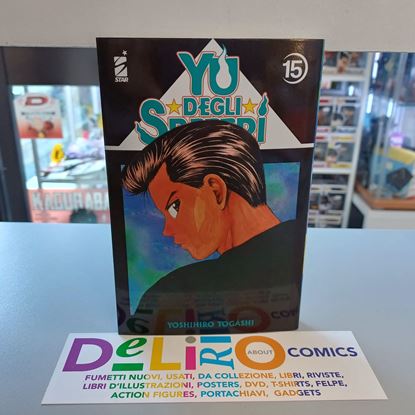 STAR
YU
DEGLI
SPETTRI
15
YOSHIHIRO TOGASHI
DeLiRiO ABOUT COMICS
FUMETTI NUOVI, USATI, DA COLLEZIONE, LIBRI, RIVISTE,
LIBRI D'ILLUSTRAZIONI, POSTERS, DVD, T-SHIRTS, FELPE,
ACTION FIGURES, PORTACHIAVI, GADGETS